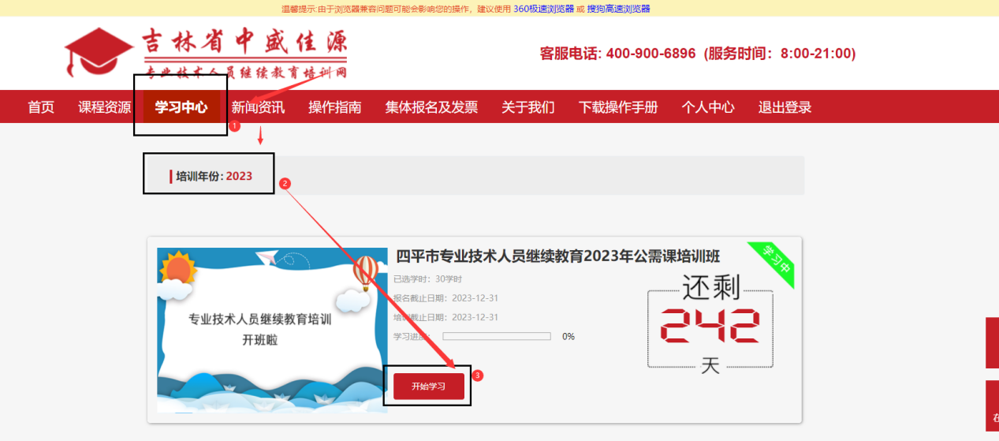 温馨提示:由于浏览器兼容问题可能会影响您的操作，建议使用 360极速浏览器 或 搜狗高速浏览器
吉林省中盛佳源
专业技术人员继续教育培训网
客服电话: 400-900-6896 (服务时间：8:00-21:00)
首页 课程资源 学习中心 新闻资讯 操作指南 集体报名及发票 关于我们 下载操作手册 个人中心 退出登录
1
培训年份：2023
2
专业技术人员继续教育培训
开班啦
四平市专业技术人员继续教育2023年公需课培训班
学习中
已选学时：30学时
报名截止日期：2023-12-31
培训截止日期：2023-12-31
学习进度： 0%
还剩
242
天
开始学习
3